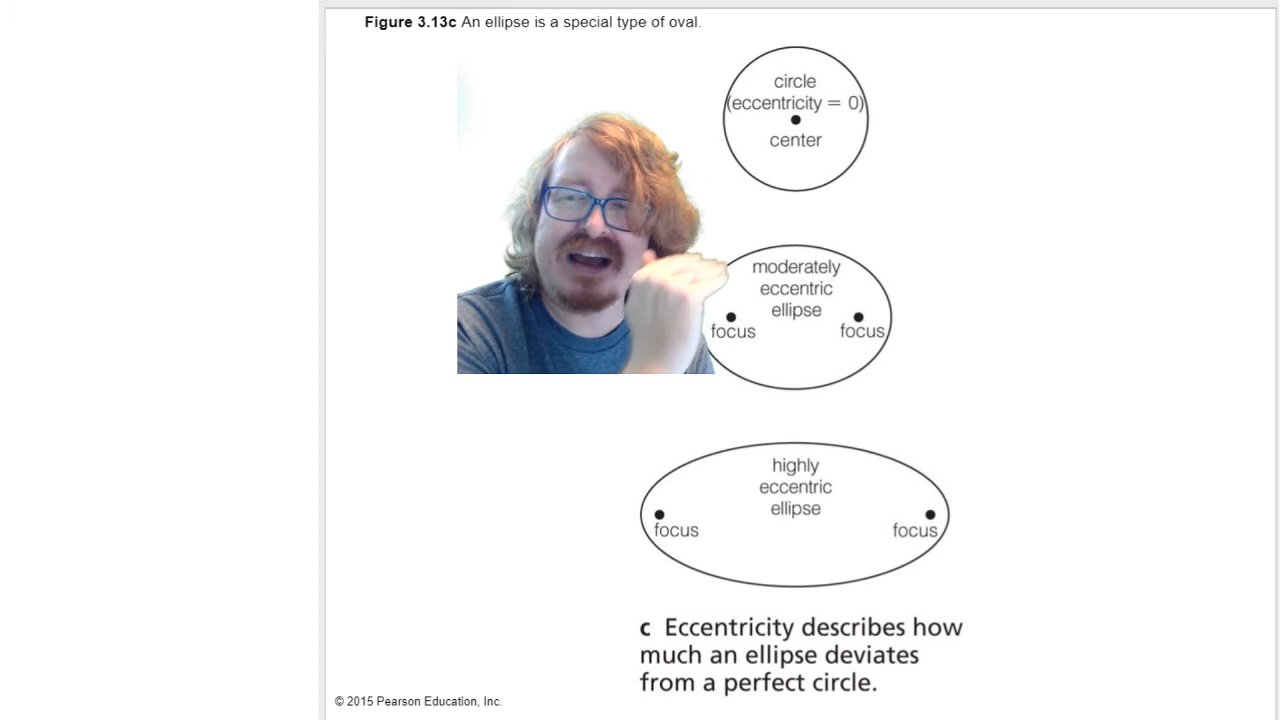 Figure 3.13c An ellipse is a special type of oval.
circle
(eccentricity = 0)
center
moderately
eccentric
ellipse
focus
focus
highly
eccentric
ellipse
focus
focus
c Eccentricity describes how
much an ellipse deviates
from a perfect circle.
© 2015 Pearson Education, Inc.